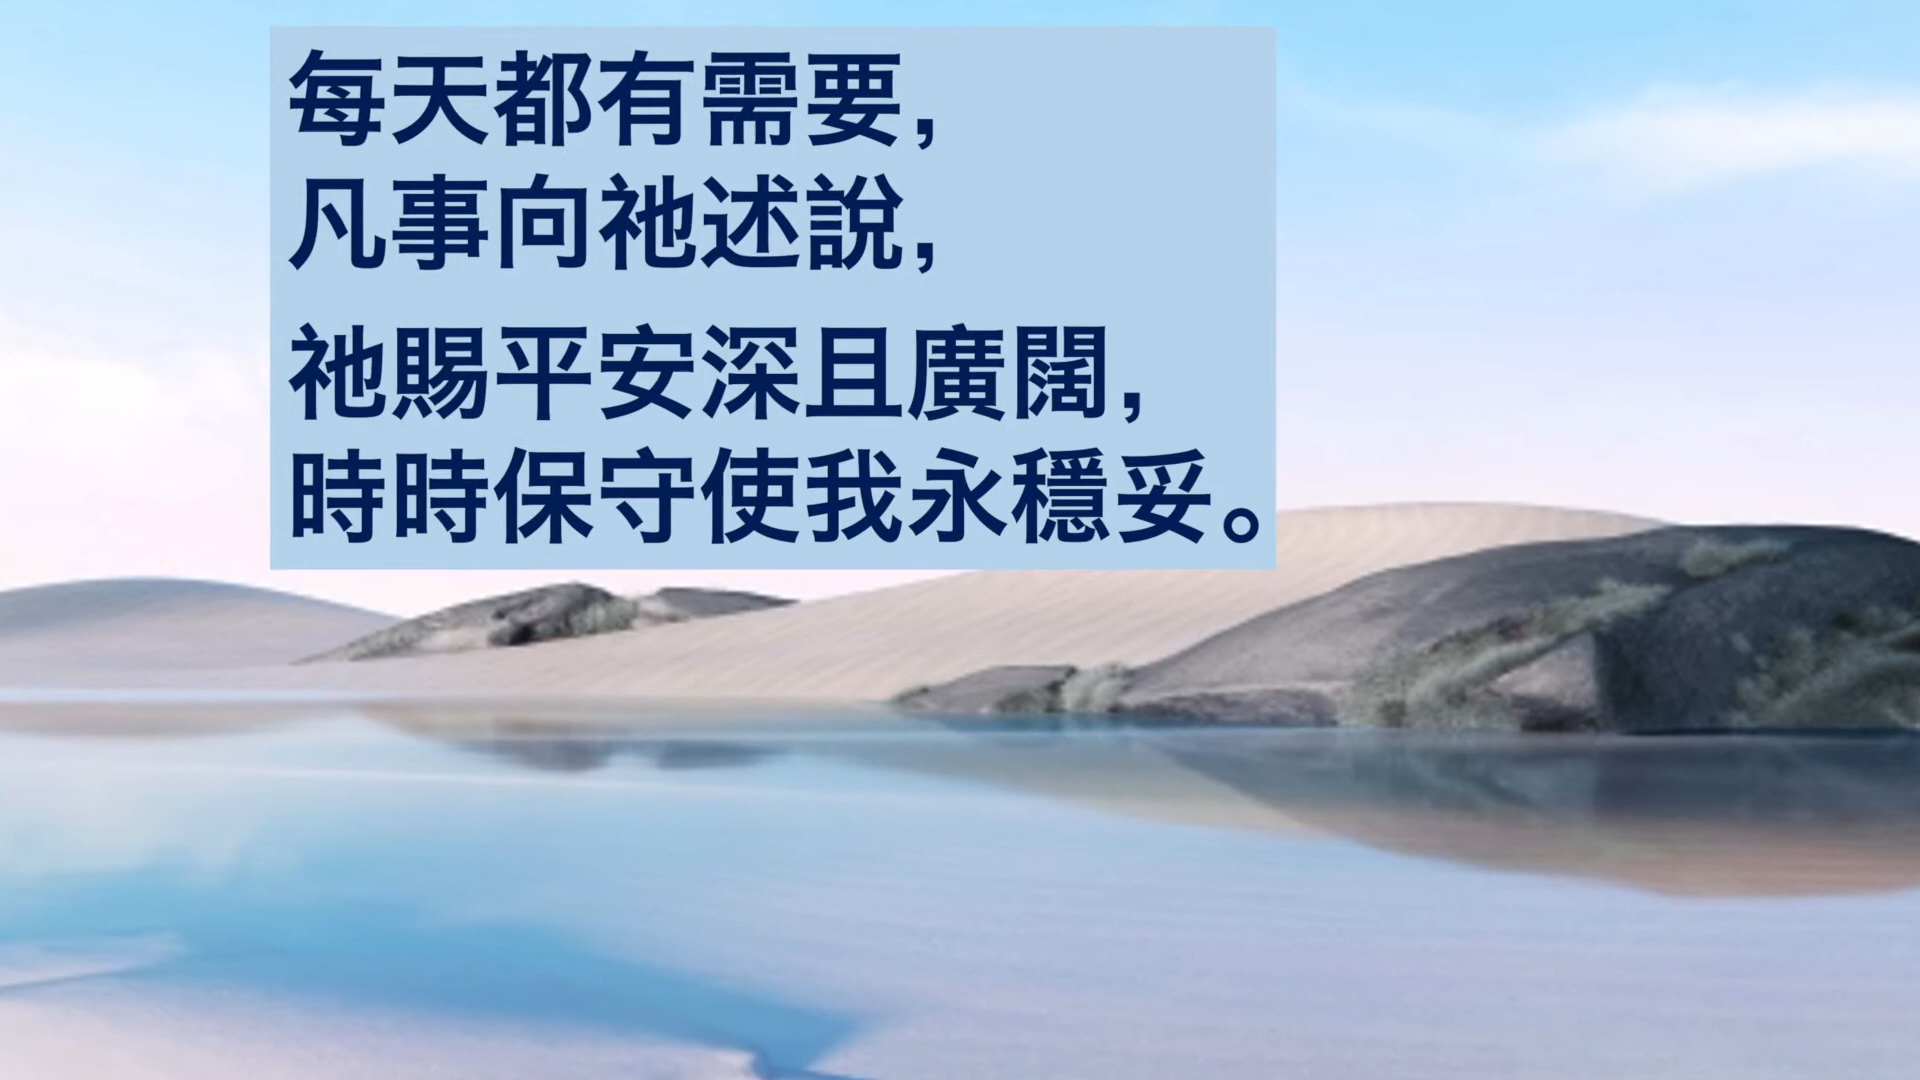 每天都有需要，
凡事向祂述說，
祂賜平安深且廣闊，
時時保守使我永穩妥。